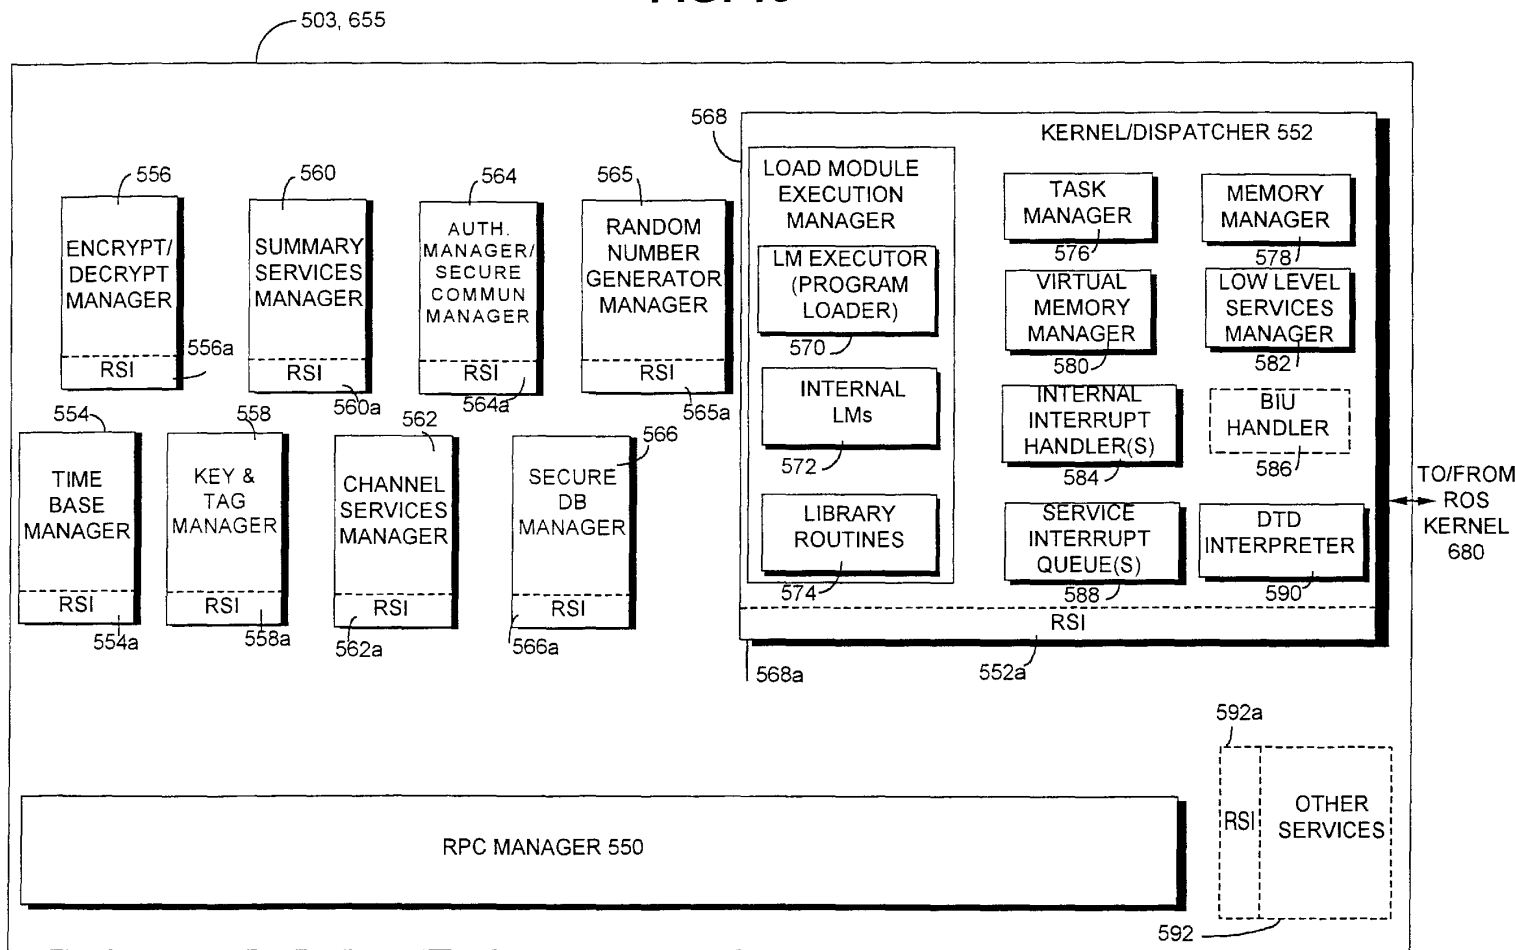 503, 655
KERNEL/DISPATCHER 552
568
LOAD MODULE
EXECUTION
MANAGER
LM EXECUTOR
(PROGRAM
LOADER)
570
INTERNAL
LMs
572
LIBRARY
ROUTINES
574
TASK
MANAGER
576
MEMORY
MANAGER
578
VIRTUAL
MEMORY
MANAGER
580
LOW LEVEL
SERVICES
MANAGER
582
INTERNAL
INTERRUPT
HANDLER(S)
584
BIU
HANDLER
586
SERVICE
INTERRUPT
QUEUE(S)
588
DTD
INTERPRETER
590
RSI
568a
552a
TO/FROM
ROS
KERNEL
680
556
ENCRYPT/
DECRYPT
MANAGER
RSI
556a
560
SUMMARY
SERVICES
MANAGER
RSI
560a
564
AUTH.
MANAGER/
SECURE
COMMUN
MANAGER
RSI
564a
565
RANDOM
NUMBER
GENERATOR
MANAGER
RSI
565a
554
TIME
BASE
MANAGER
RSI
554a
558
KEY &
TAG
MANAGER
RSI
558a
562
CHANNEL
SERVICES
MANAGER
RSI
562a
566
SECURE
DB
MANAGER
RSI
566a
592a
RSI
OTHER
SERVICES
592
RPC MANAGER 550